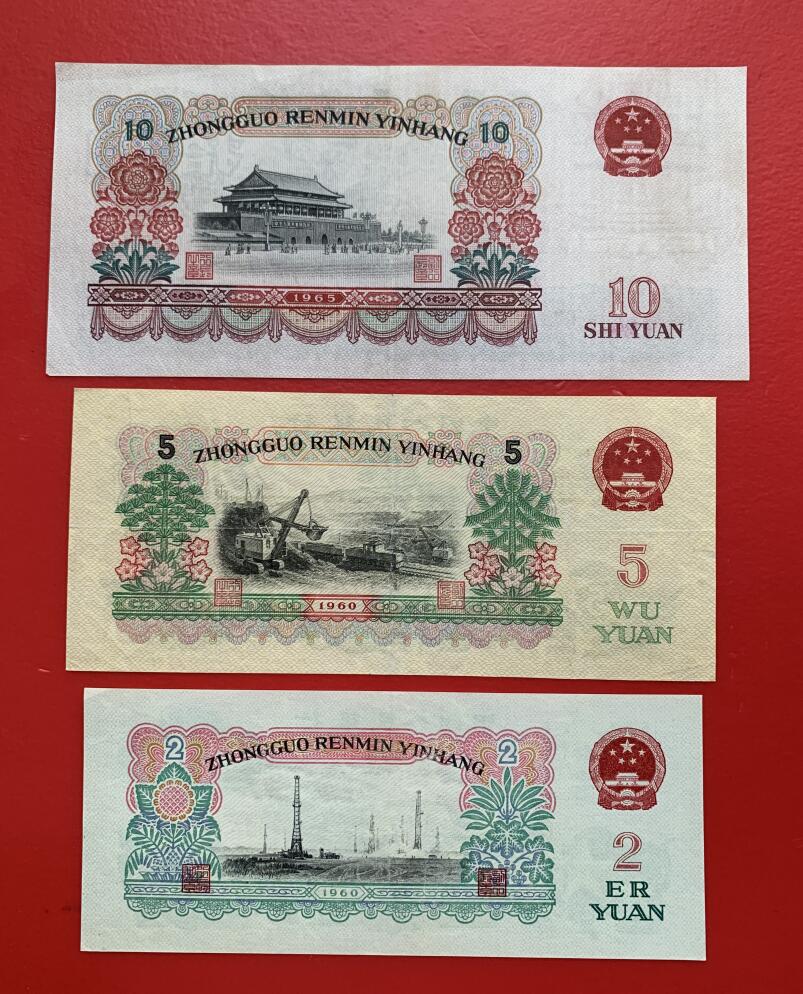 10 ZHONGGUO RENMIN YINHANG 10
1965
10
SHI YUAN
5 ZHONGGUO RENMIN YINHANG 5
1960
5
WU
YUAN
2 ZHONGGUO RENMIN YINHANG 2
1960
2
ER
YUAN